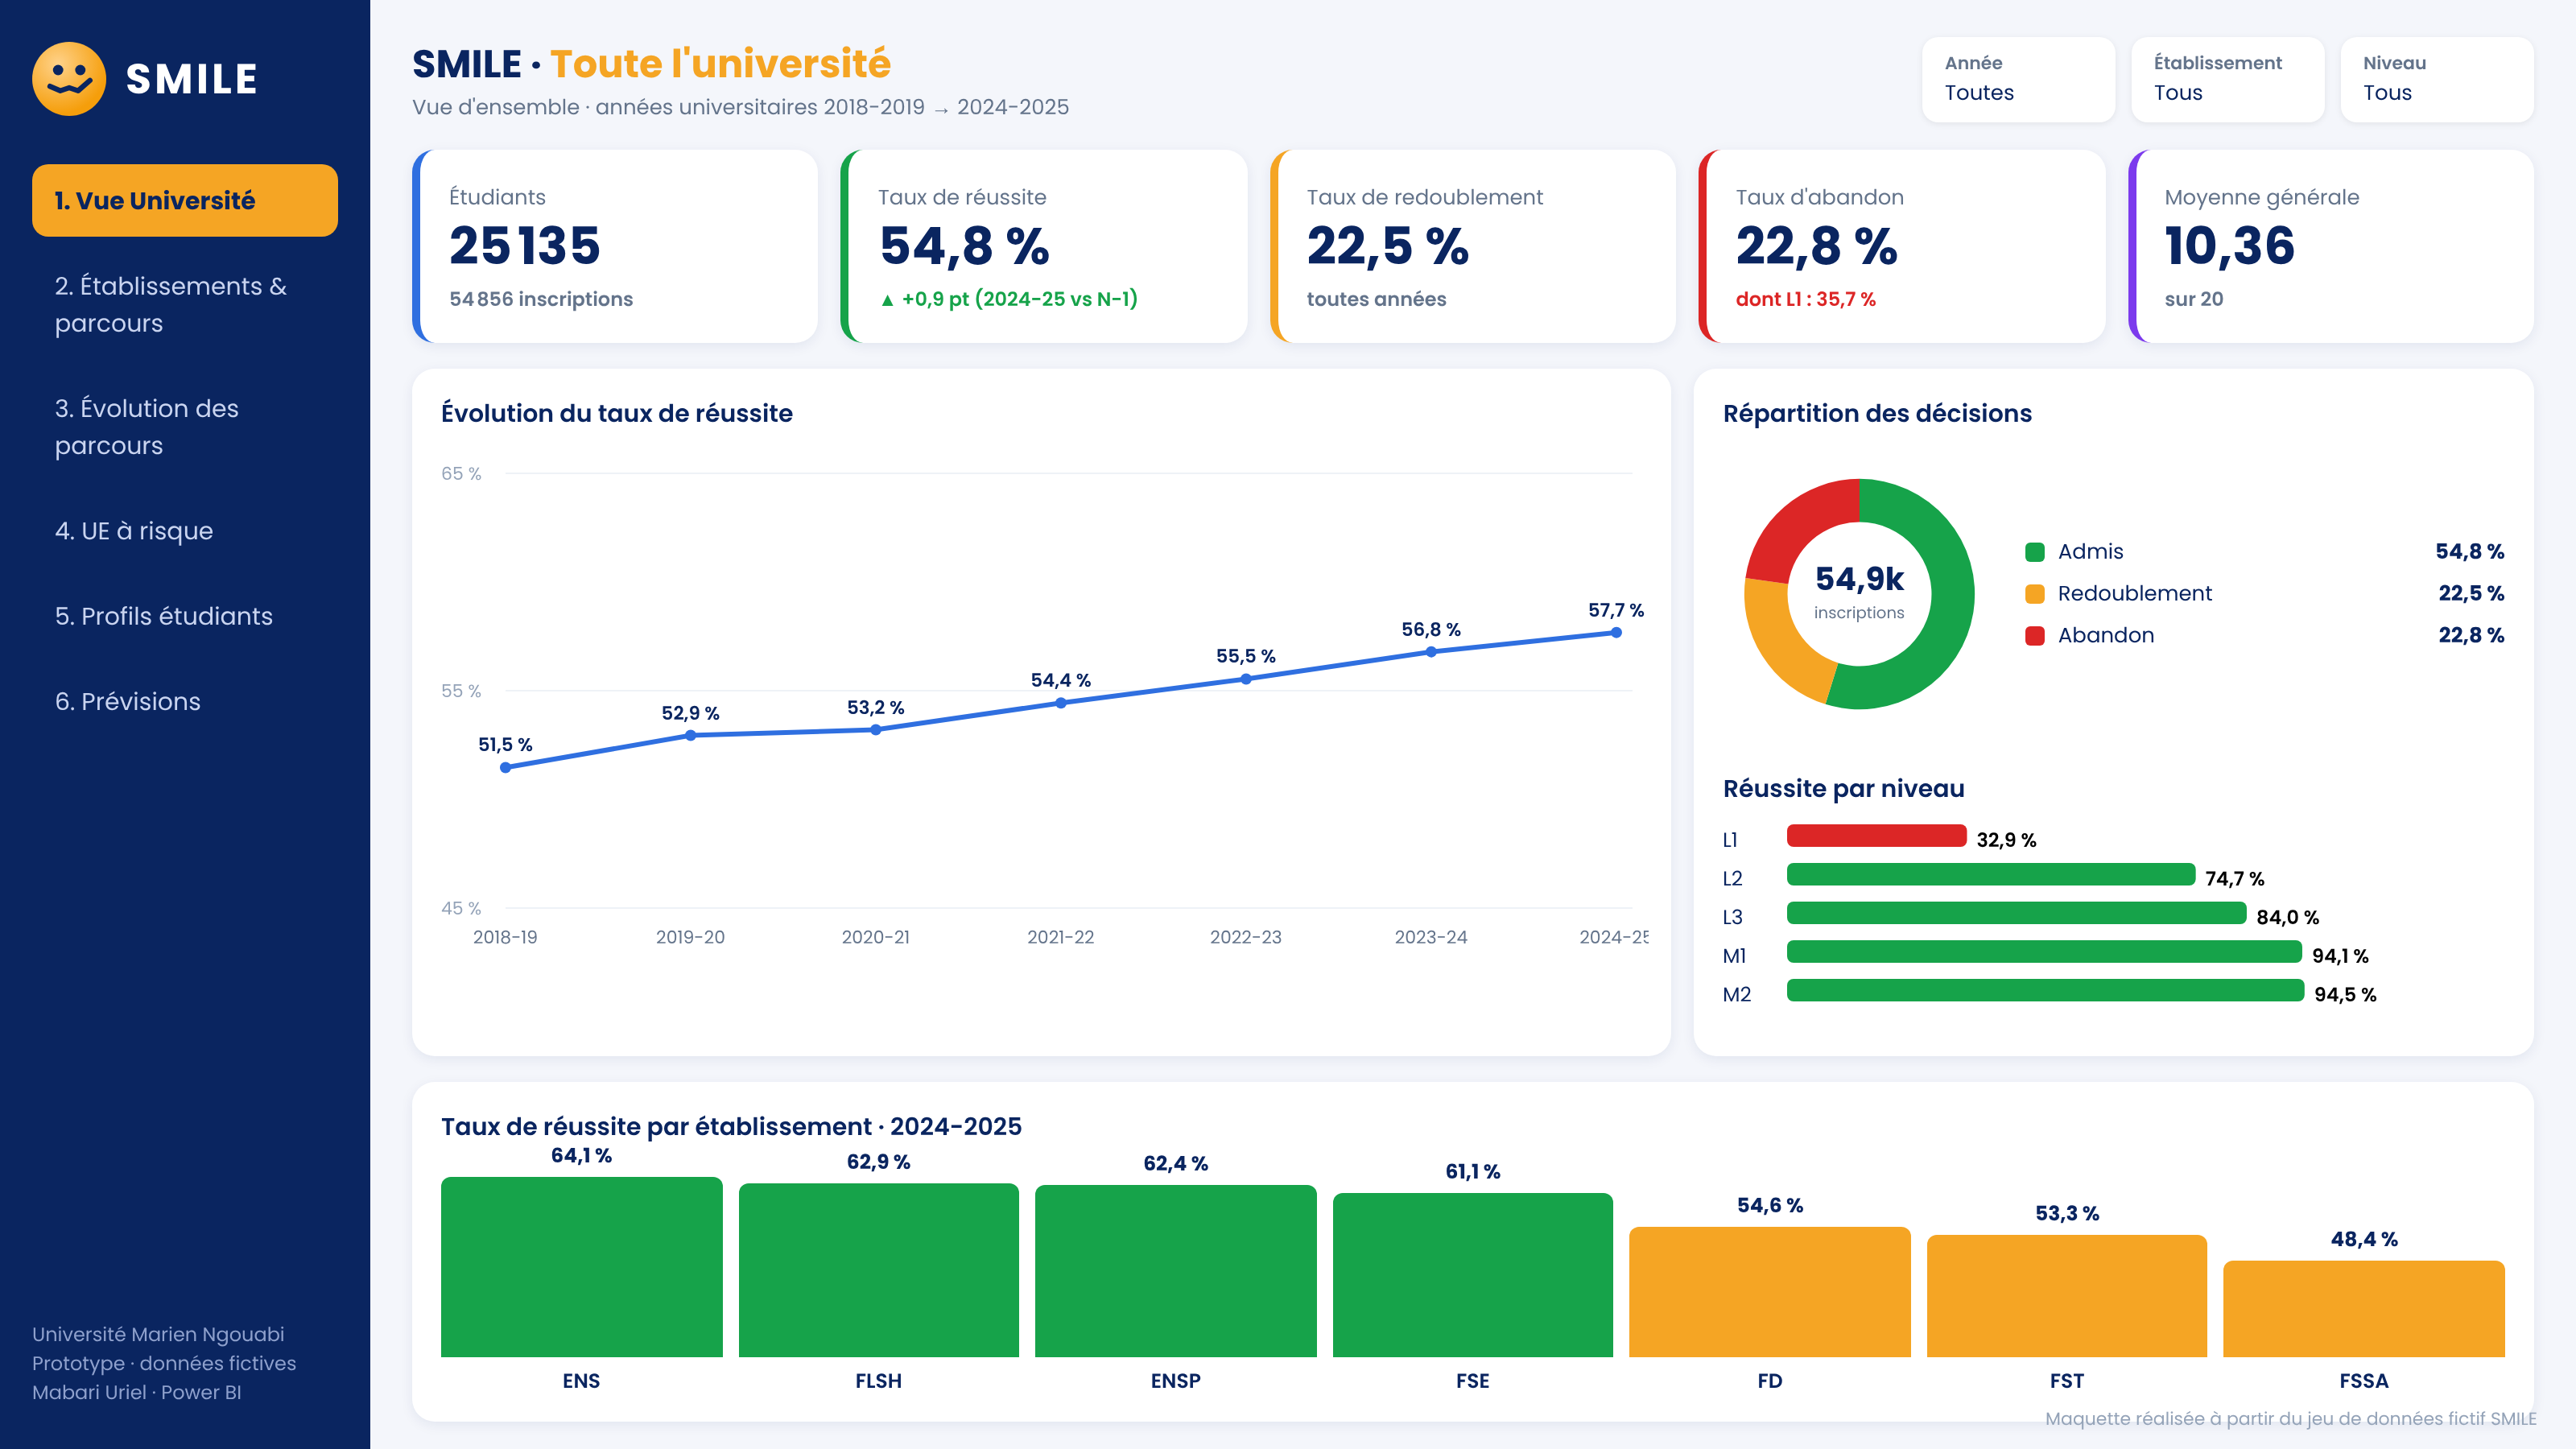 SMILE
1. Vue Université
2. Établissements &
parcours
3. Évolution des
parcours
4. UE à risque
5. Profils étudiants
6. Prévisions
Université Marien Ngouabi
Prototype · données fictives
Mabari Uriel · Power BI
SMILE · Toute l'université
Vue d'ensemble · années universitaires 2018-2019 → 2024-2025
Année
Toutes
Établissement
Tous
Niveau
Tous
Étudiants
25 135
54 856 inscriptions
Taux de réussite
54,8 %
▲ +0,9 pt (2024-25 vs N-1)
Taux de redoublement
22,5 %
toutes années
Taux d'abandon
22,8 %
dont L1 : 35,7 %
Moyenne générale
10,36
sur 20
Évolution du taux de réussite
65 %
55 %
45 %
51,5 %
52,9 %
53,2 %
54,4 %
55,5 %
56,8 %
57,7 %
2018-19
2019-20
2020-21
2021-22
2022-23
2023-24
2024-25
Répartition des décisions
54,9k
inscriptions
Admis 54,8 %
Redoublement 22,5 %
Abandon 22,8 %
Réussite par niveau
L1 32,9 %
L2 74,7 %
L3 84,0 %
M1 94,1 %
M2 94,5 %
Taux de réussite par établissement · 2024-2025
64,1 %
62,9 %
62,4 %
61,1 %
54,6 %
53,3 %
48,4 %
ENS
FLSH
ENSP
FSE
FD
FST
FSSA
Maquette réalisée à partir du jeu de données fictif SMILE